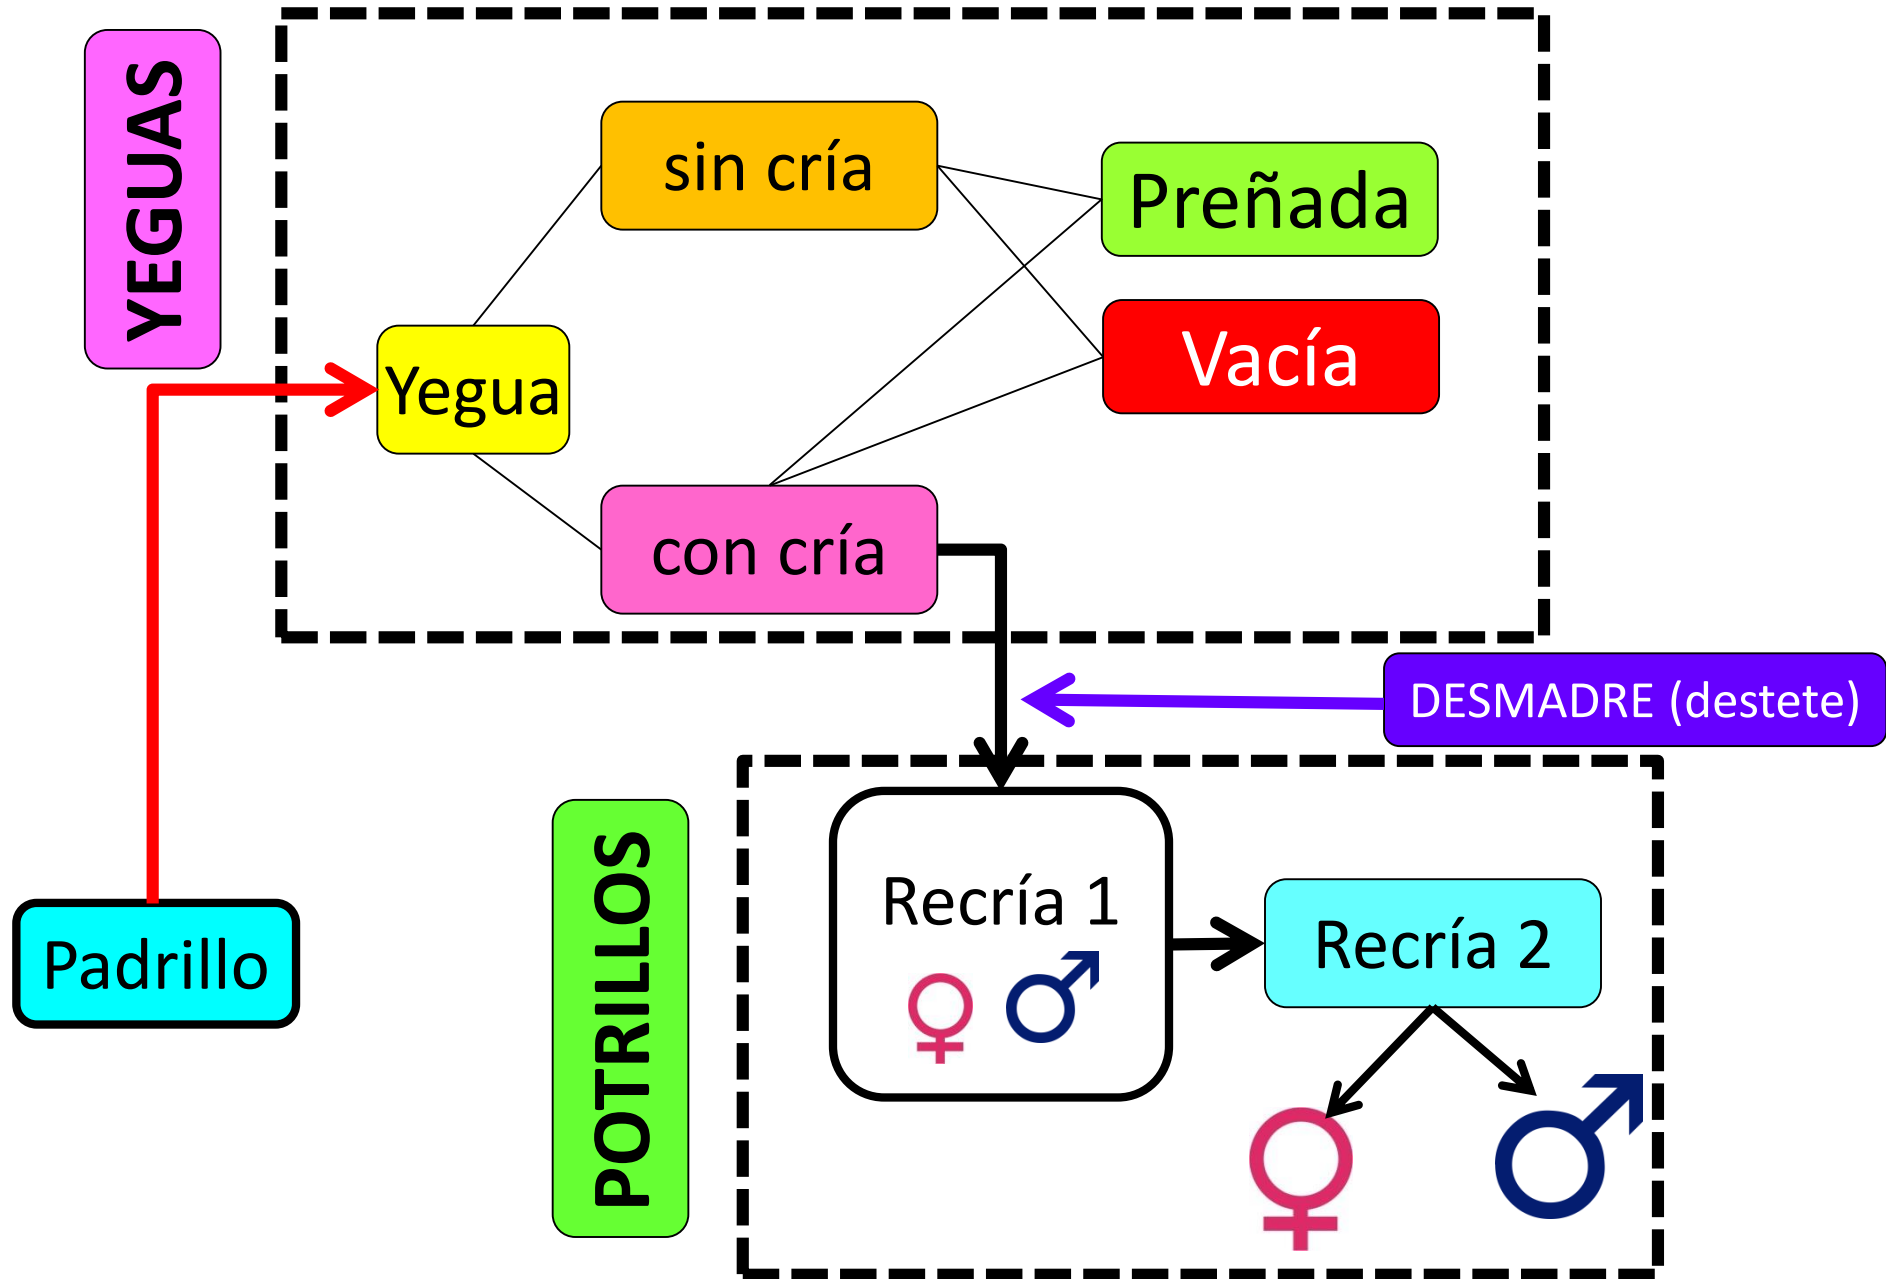 YEGUAS
sin cría
Preñada
Vacía
Yegua
con cría
DESMADRE (destete)
POTRILLOS
Recría 1
Recría 2
Padrillo